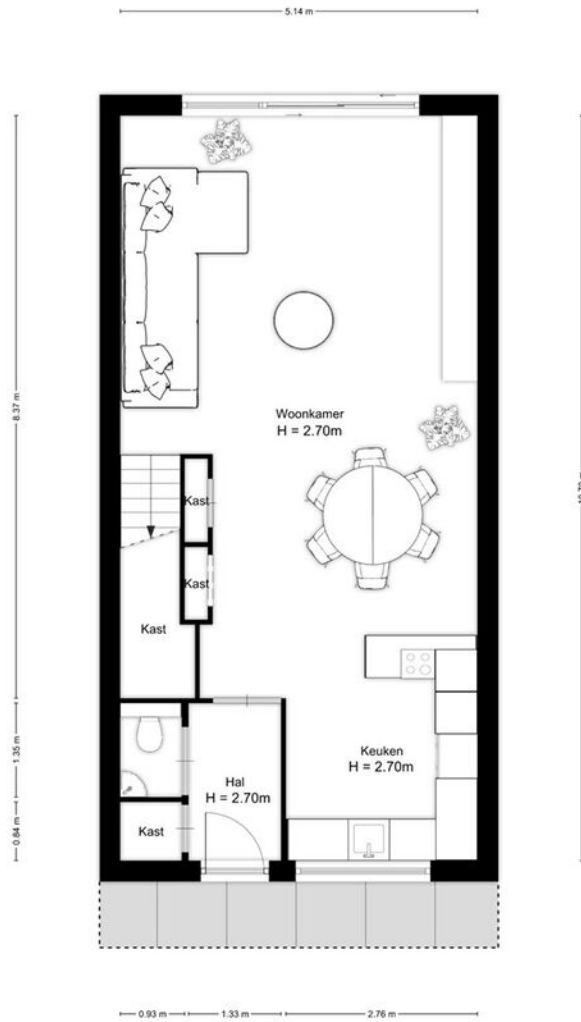 5.14 m
8.37 m
Woonkamer
H = 2.70m
Kast
Kast
Kast
Keuken
H = 2.70m
1.35 m
Hal
H = 2.70m
0.84 m
Kast
0.93 m
1.33 m
2.76 m